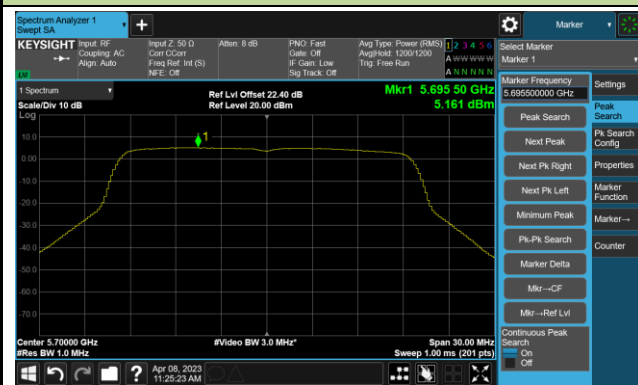 Spectrum Analyzer 1
Swept SA
+
Marker
KEYSIGHT Input: RF Input Z: 50 Ω Atten: 8 dB PNO: Fast Avg Type: Power (RMS) 1 2 3 4 5 6
Coupling: AC Corr CCorr Gate: Off Avg|Hold: 1200/1200 A WW WW W
Align: Auto Freq Ref: Int (S) IF Gain: Low Trig: Free Run
NFE: Off Sig Track: Off A N N N N N
Select Marker
Marker 1
1 Spectrum
Scale/Div 10 dB
Log
Ref Lvl Offset 22.40 dB
Ref Level 20.00 dBm
Mkr1 5.695 50 GHz
5.161 dBm
1
10.0
0.00
-10.0
-20.0
-30.0
-40.0
-50.0
-60.0
-70.0
Center 5.70000 GHz #Video BW 3.0 MHz* Span 30.00 MHz
#Res BW 1.0 MHz Sweep 1.00 ms (201 pts)
Marker Frequency
5.695500000 GHz
Peak Search
Next Peak
Next Pk Right
Next Pk Left
Minimum Peak
Pk-Pk Search
Marker Delta
Mkr→CF
Mkr→Ref Lvl
Continuous Peak
Search
On
Off
Settings
Peak
Search
Pk Search
Config
Properties
Marker
Function
Marker→
Counter
? Apr 08, 2023
11:25:23 AM